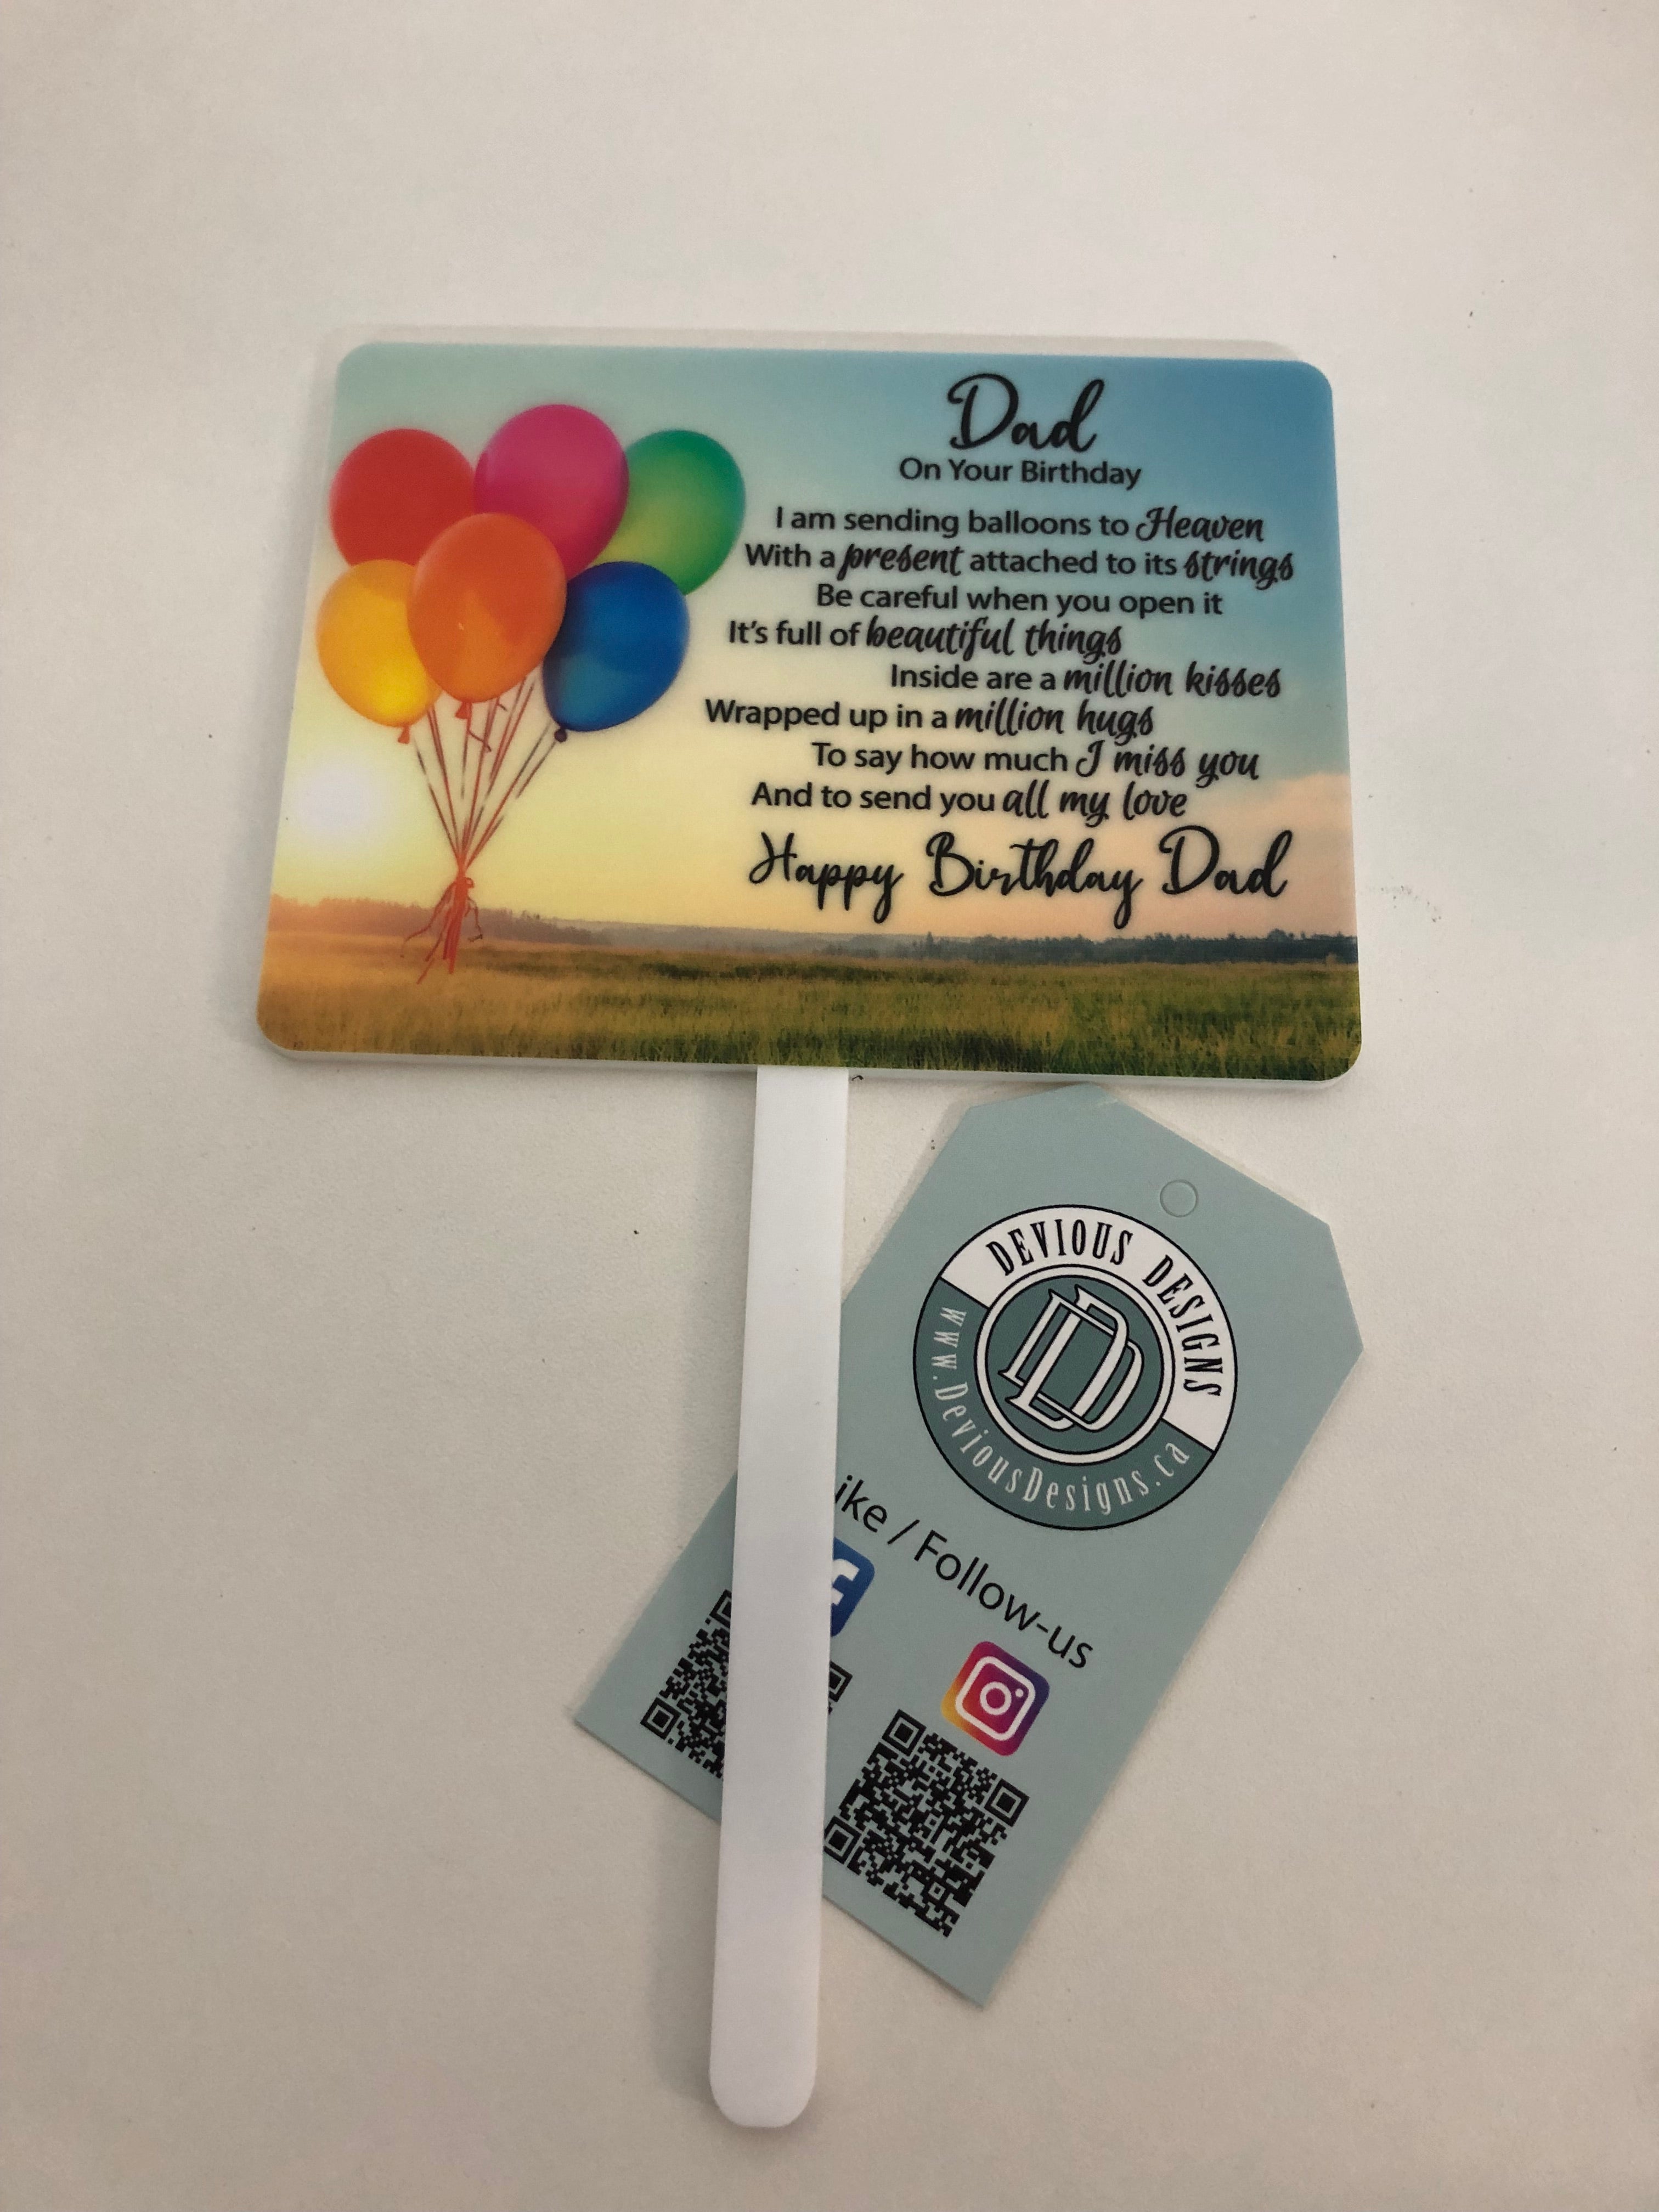 Dad
On Your Birthday
I am sending balloons to Heaven
With a present attached to its strings
Be careful when you open it
It's full of beautiful things
Inside are a million kisses
Wrapped up in a million hugs
To say how much I miss you
And to send you all my love
Happy Birthday Dad
DEVIOUS DESIGNS
DD
www.DeviousDesigns.ca
ike / Follow-us